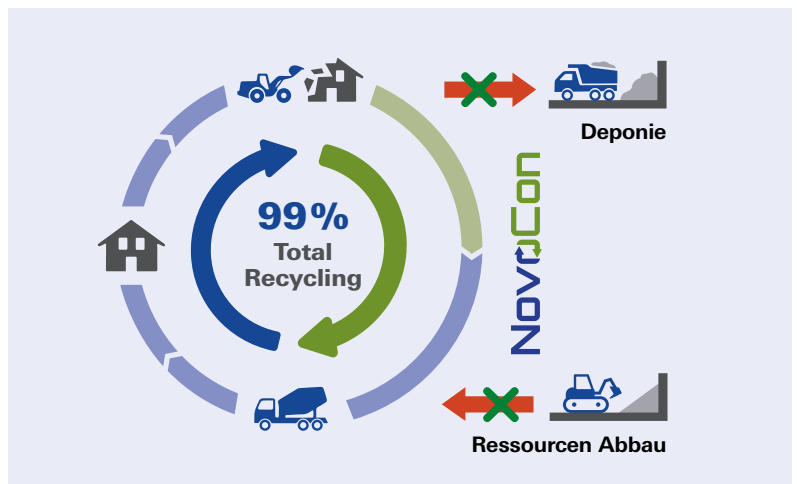 Deponie
99%
Total
Recycling
NovoCon
Ressourcen Abbau